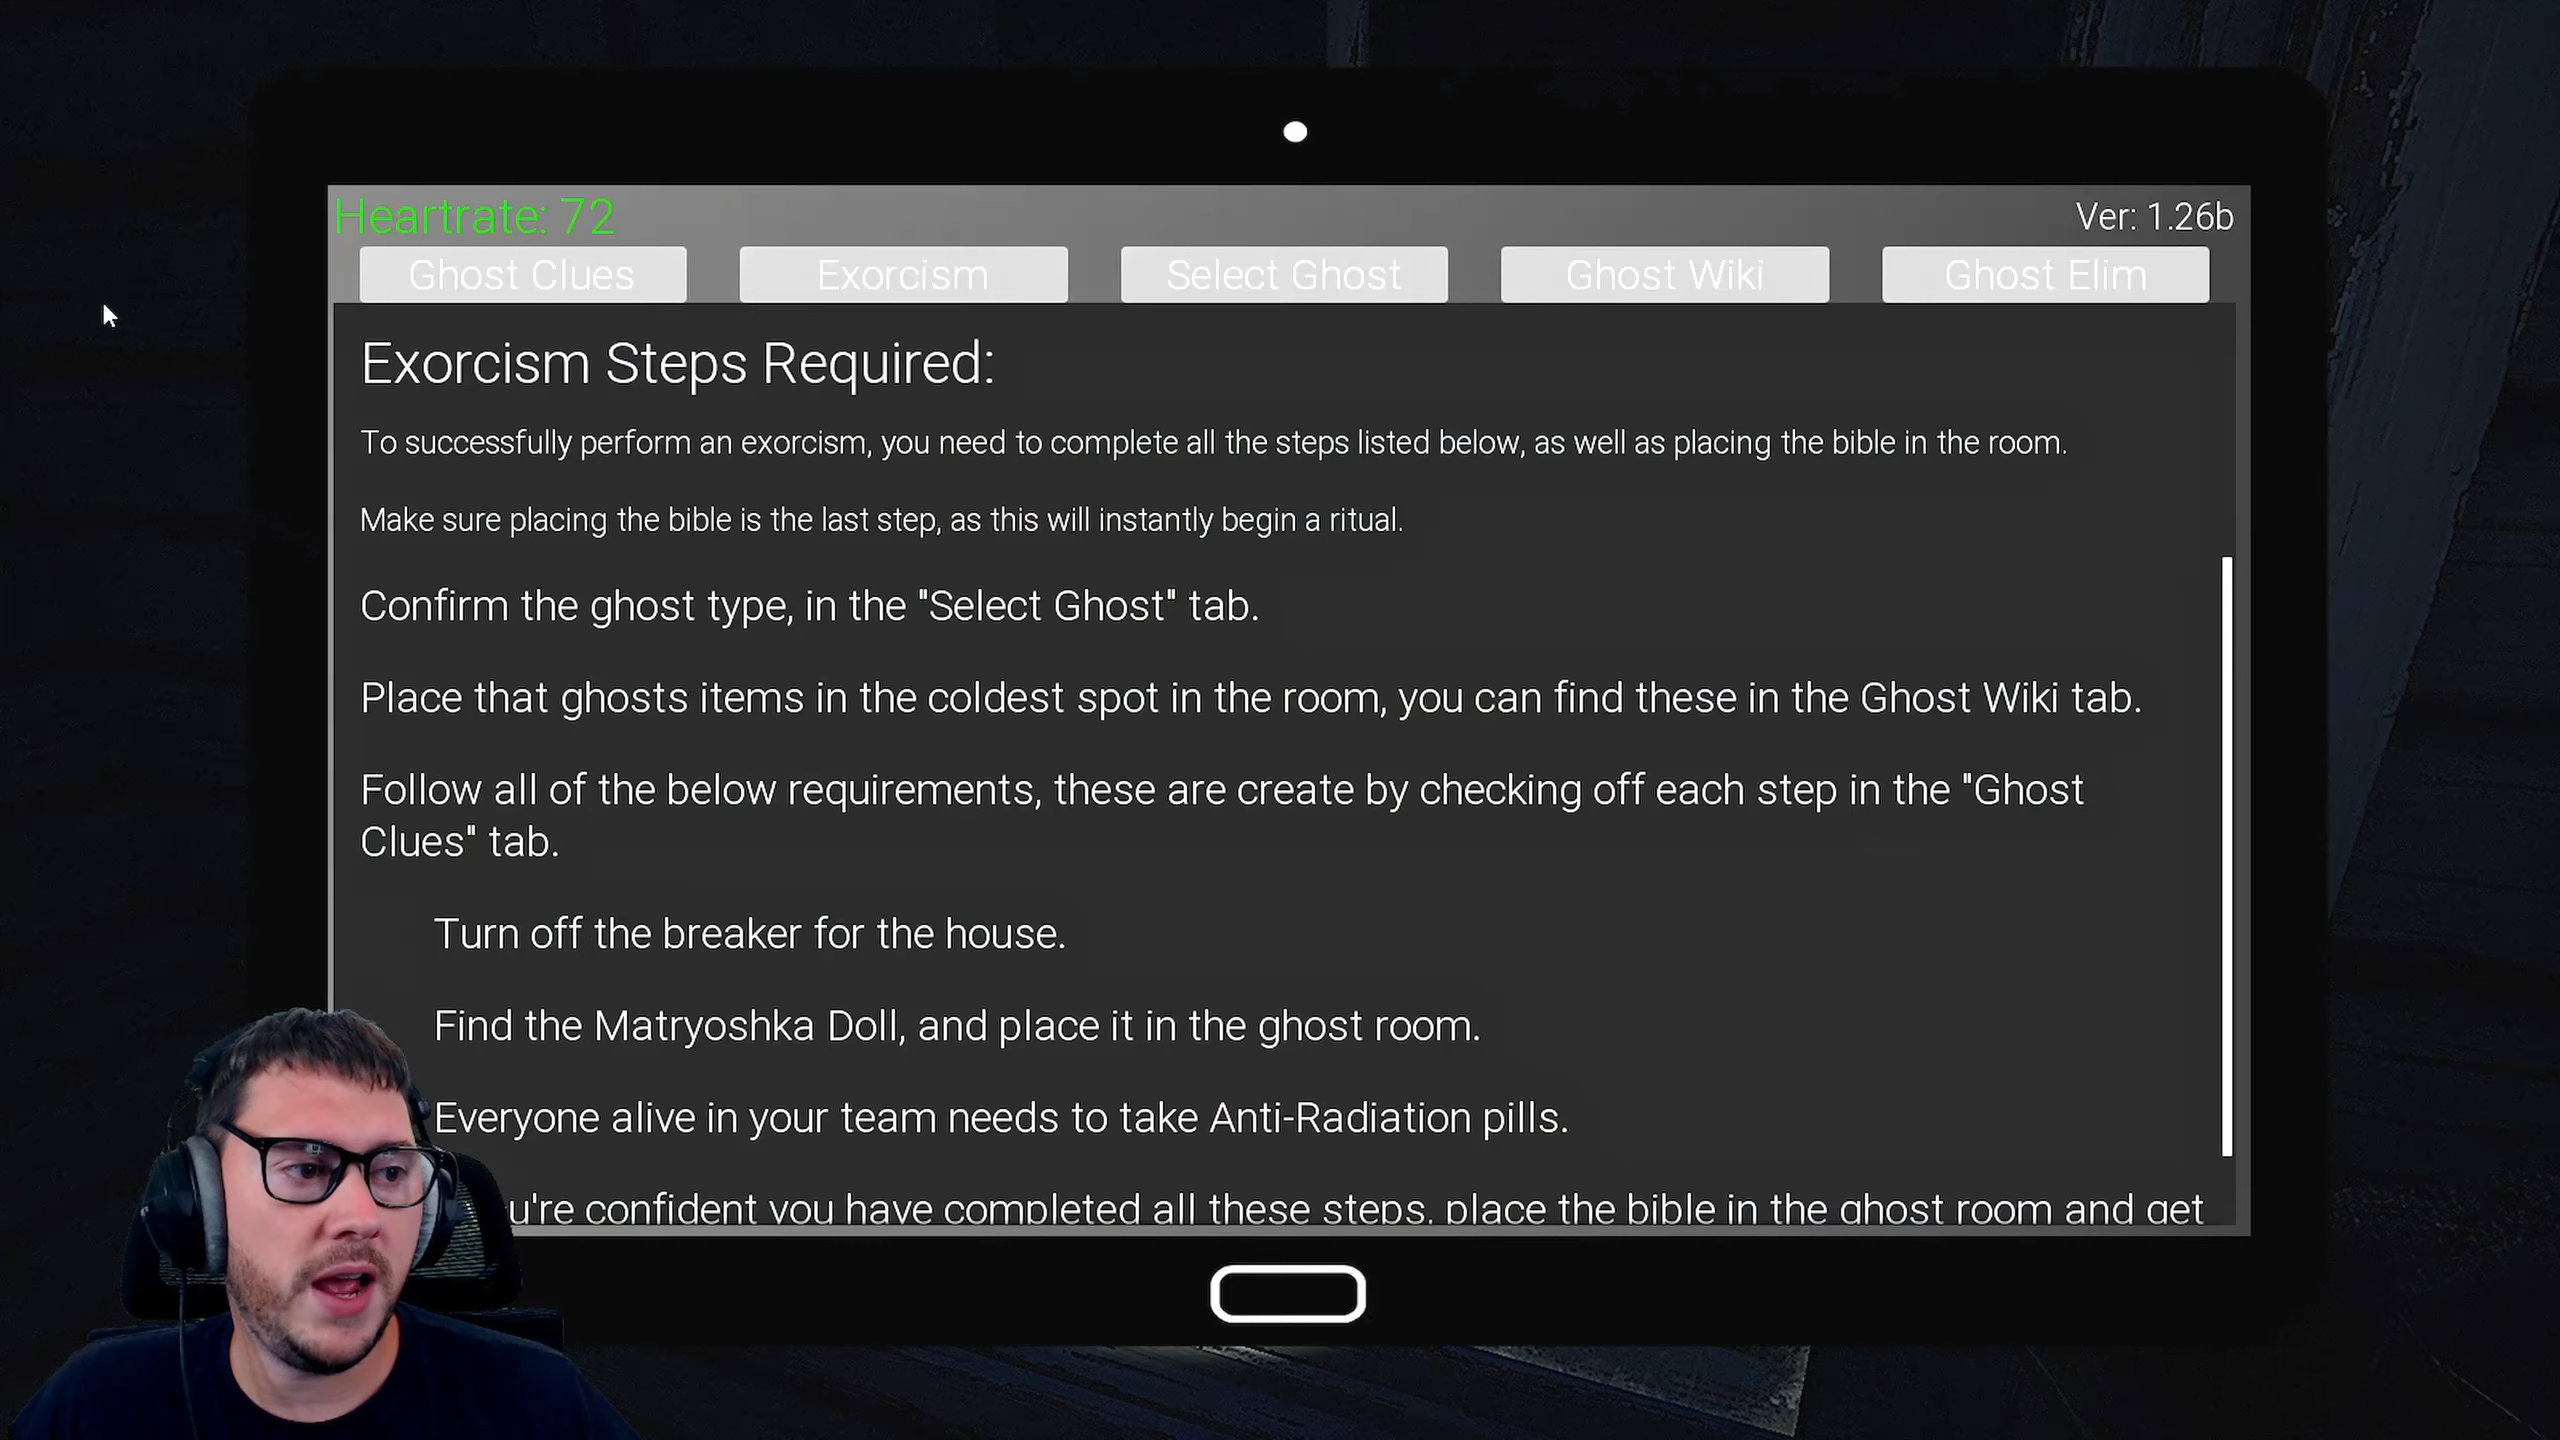 Heartrate: 72
Ver: 1.26b
Ghost Clues
Exorcism
Select Ghost
Ghost Wiki
Ghost Elim
Exorcism Steps Required:
To successfully perform an exorcism, you need to complete all the steps listed below, as well as placing the bible in the room.
Make sure placing the bible is the last step, as this will instantly begin a ritual.
Confirm the ghost type, in the "Select Ghost" tab.
Place that ghosts items in the coldest spot in the room, you can find these in the Ghost Wiki tab.
Follow all of the below requirements, these are create by checking off each step in the "Ghost
Clues" tab.
Turn off the breaker for the house.
Find the Matryoshka Doll, and place it in the ghost room.
Everyone alive in your team needs to take Anti-Radiation pills.
u're confident you have completed all these steps, place the bible in the ghost room and get